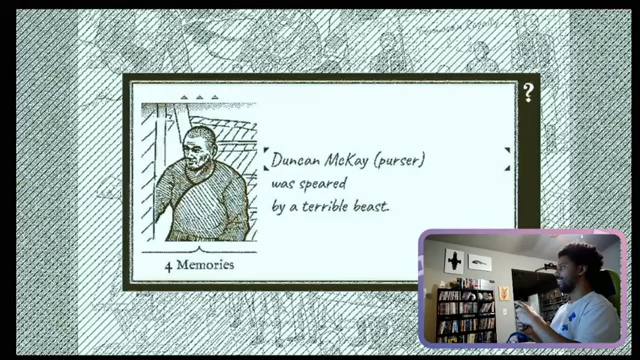 ?
Duncan McKay (purser)
was speared
by a terrible beast.
4 Memories